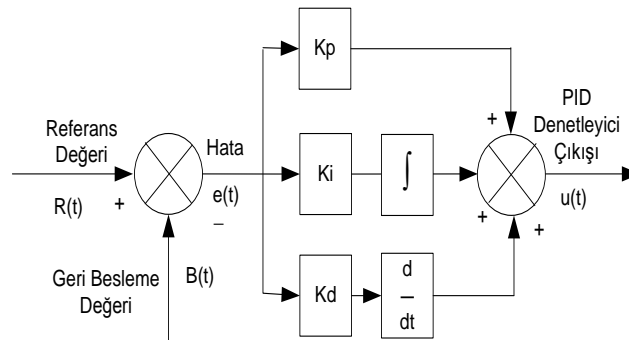 Kp
PID
Denetleyici
Çıkışı
+
Referans
Değeri
Hata
Ki
∫
R(t)
+
e(t)
−
+
+
u(t)
Geri Besleme
Değeri
B(t)
Kd
d
dt